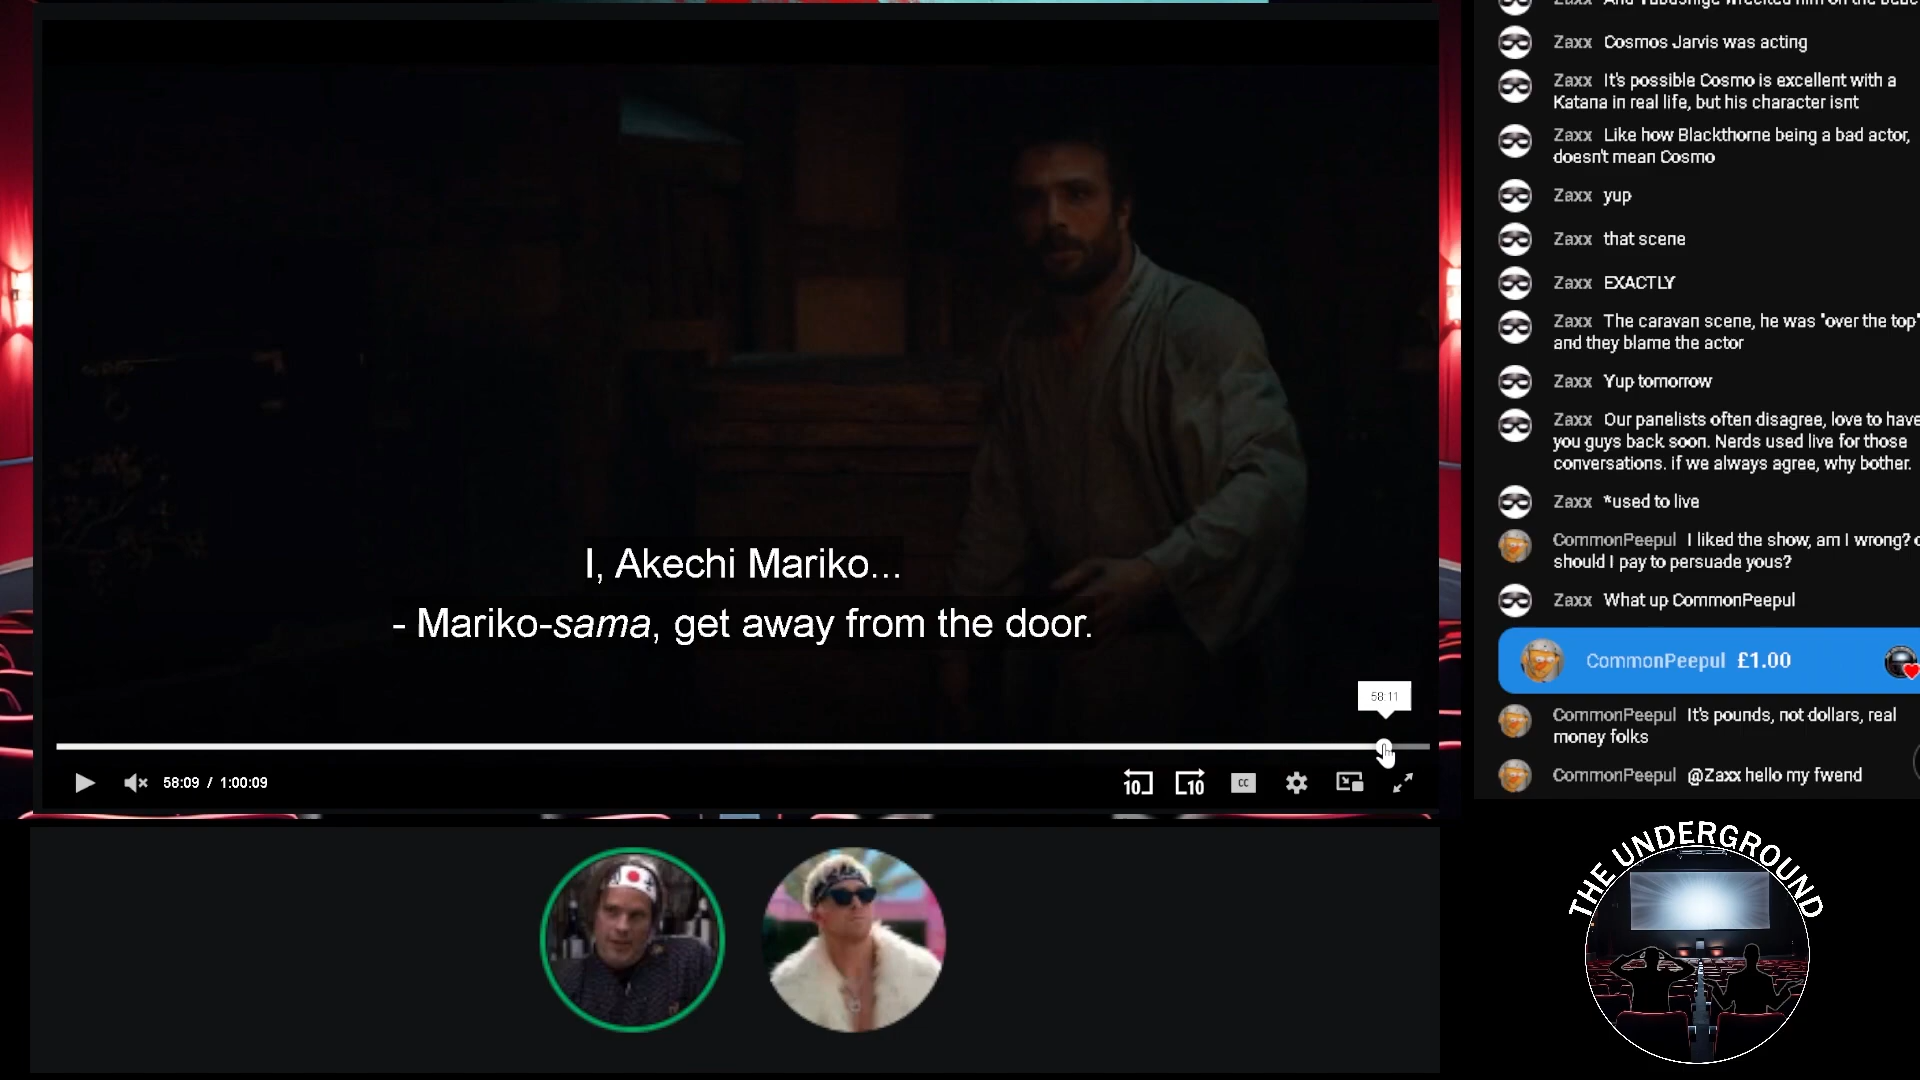 Zaxx Cosmos Jarvis was acting
Zaxx It's possible Cosmo is excellent with a
Katana in real life, but his character isnt
Zaxx Like how Blackthorne being a bad actor,
doesn't mean Cosmo
Zaxx yup
Zaxx that scene
Zaxx EXACTLY
Zaxx The caravan scene, he was "over the top"
and they blame the actor
Zaxx Yup tomorrow
Zaxx Our panelists often disagree, love to have
you guys back soon. Nerds used live for those
conversations. if we always agree, why bother.
Zaxx *used to live
CommonPeepul I liked the show, am I wrong?
should I pay to persuade yous?
Zaxx What up CommonPeepul
CommonPeepul £1.00
CommonPeepul It's pounds, not dollars, real
money folks
CommonPeepul @Zaxx hello my fwend
I, Akechi Mariko...
- Mariko-sama, get away from the door.
58:11
58:09 / 1:00:09
10
10
CC
THE UNDERGROUND